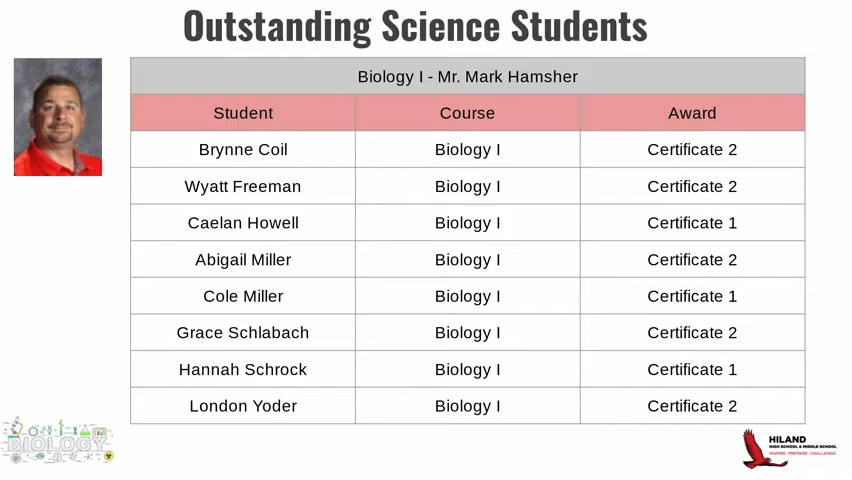 Outstanding Science Students
Biology I - Mr. Mark Hamsher
Student Course Award
Brynne Coil Biology I Certificate 2
Wyatt Freeman Biology I Certificate 2
Caelan Howell Biology I Certificate 1
Abigail Miller Biology I Certificate 2
Cole Miller Biology I Certificate 1
Grace Schlabach Biology I Certificate 2
Hannah Schrock Biology I Certificate 1
London Yoder Biology I Certificate 2
BIOLOGY
HILAND
HIGH SCHOOL & MIDDLE SCHOOL
INSPIRE. PREPARE. CHALLENGE.